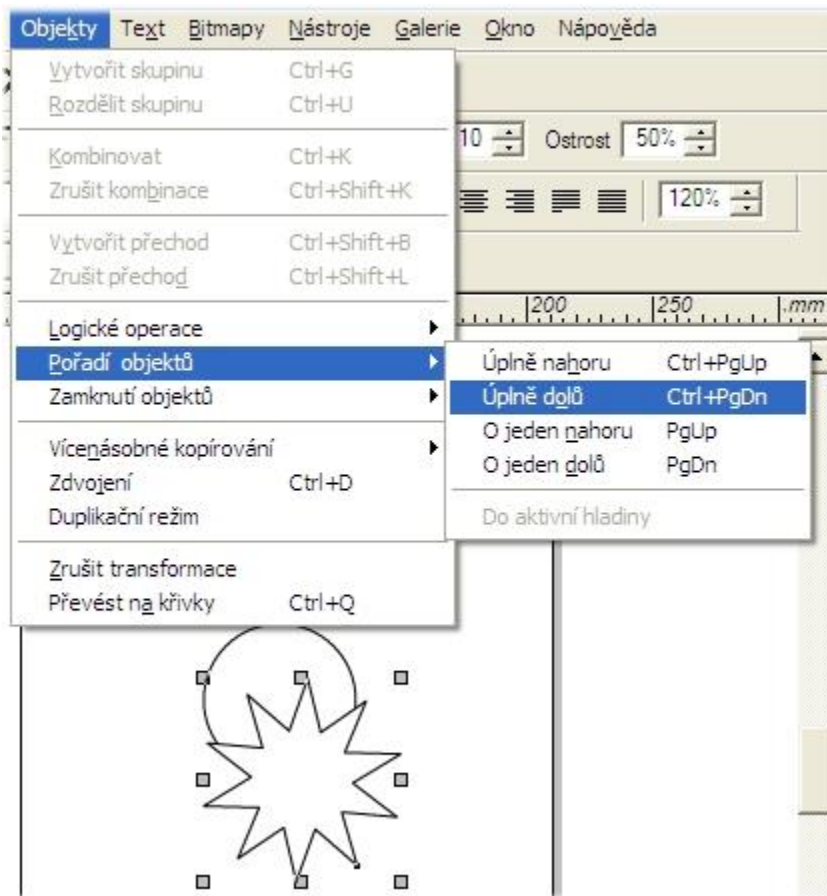 Objekty Text Bitmapy Nástroje Galerie Okno Nápověda
Vytvořit skupinu Ctrl+G
Rozdělit skupinu Ctrl+U
10 Ostrost 50%
Kombinovat Ctrl+K
Zrušit kombinace Ctrl+Shift+K
120%
Vytvořit přechod Ctrl+Shift+B
Zrušit přechod Ctrl+Shift+L
200 250 mm
Logické operace
Pořadí objektů
Zamknutí objektů
Vícenásobné kopírování
Zdvojení Ctrl+D
Duplikační režim
Zrušit transformace
Převést na křivky Ctrl+Q
Úplně nahoru Ctrl+PgUp
Úplně dolů Ctrl+PgDn
O jeden nahoru PgUp
O jeden dolů PgDn
Do aktivní hladiny